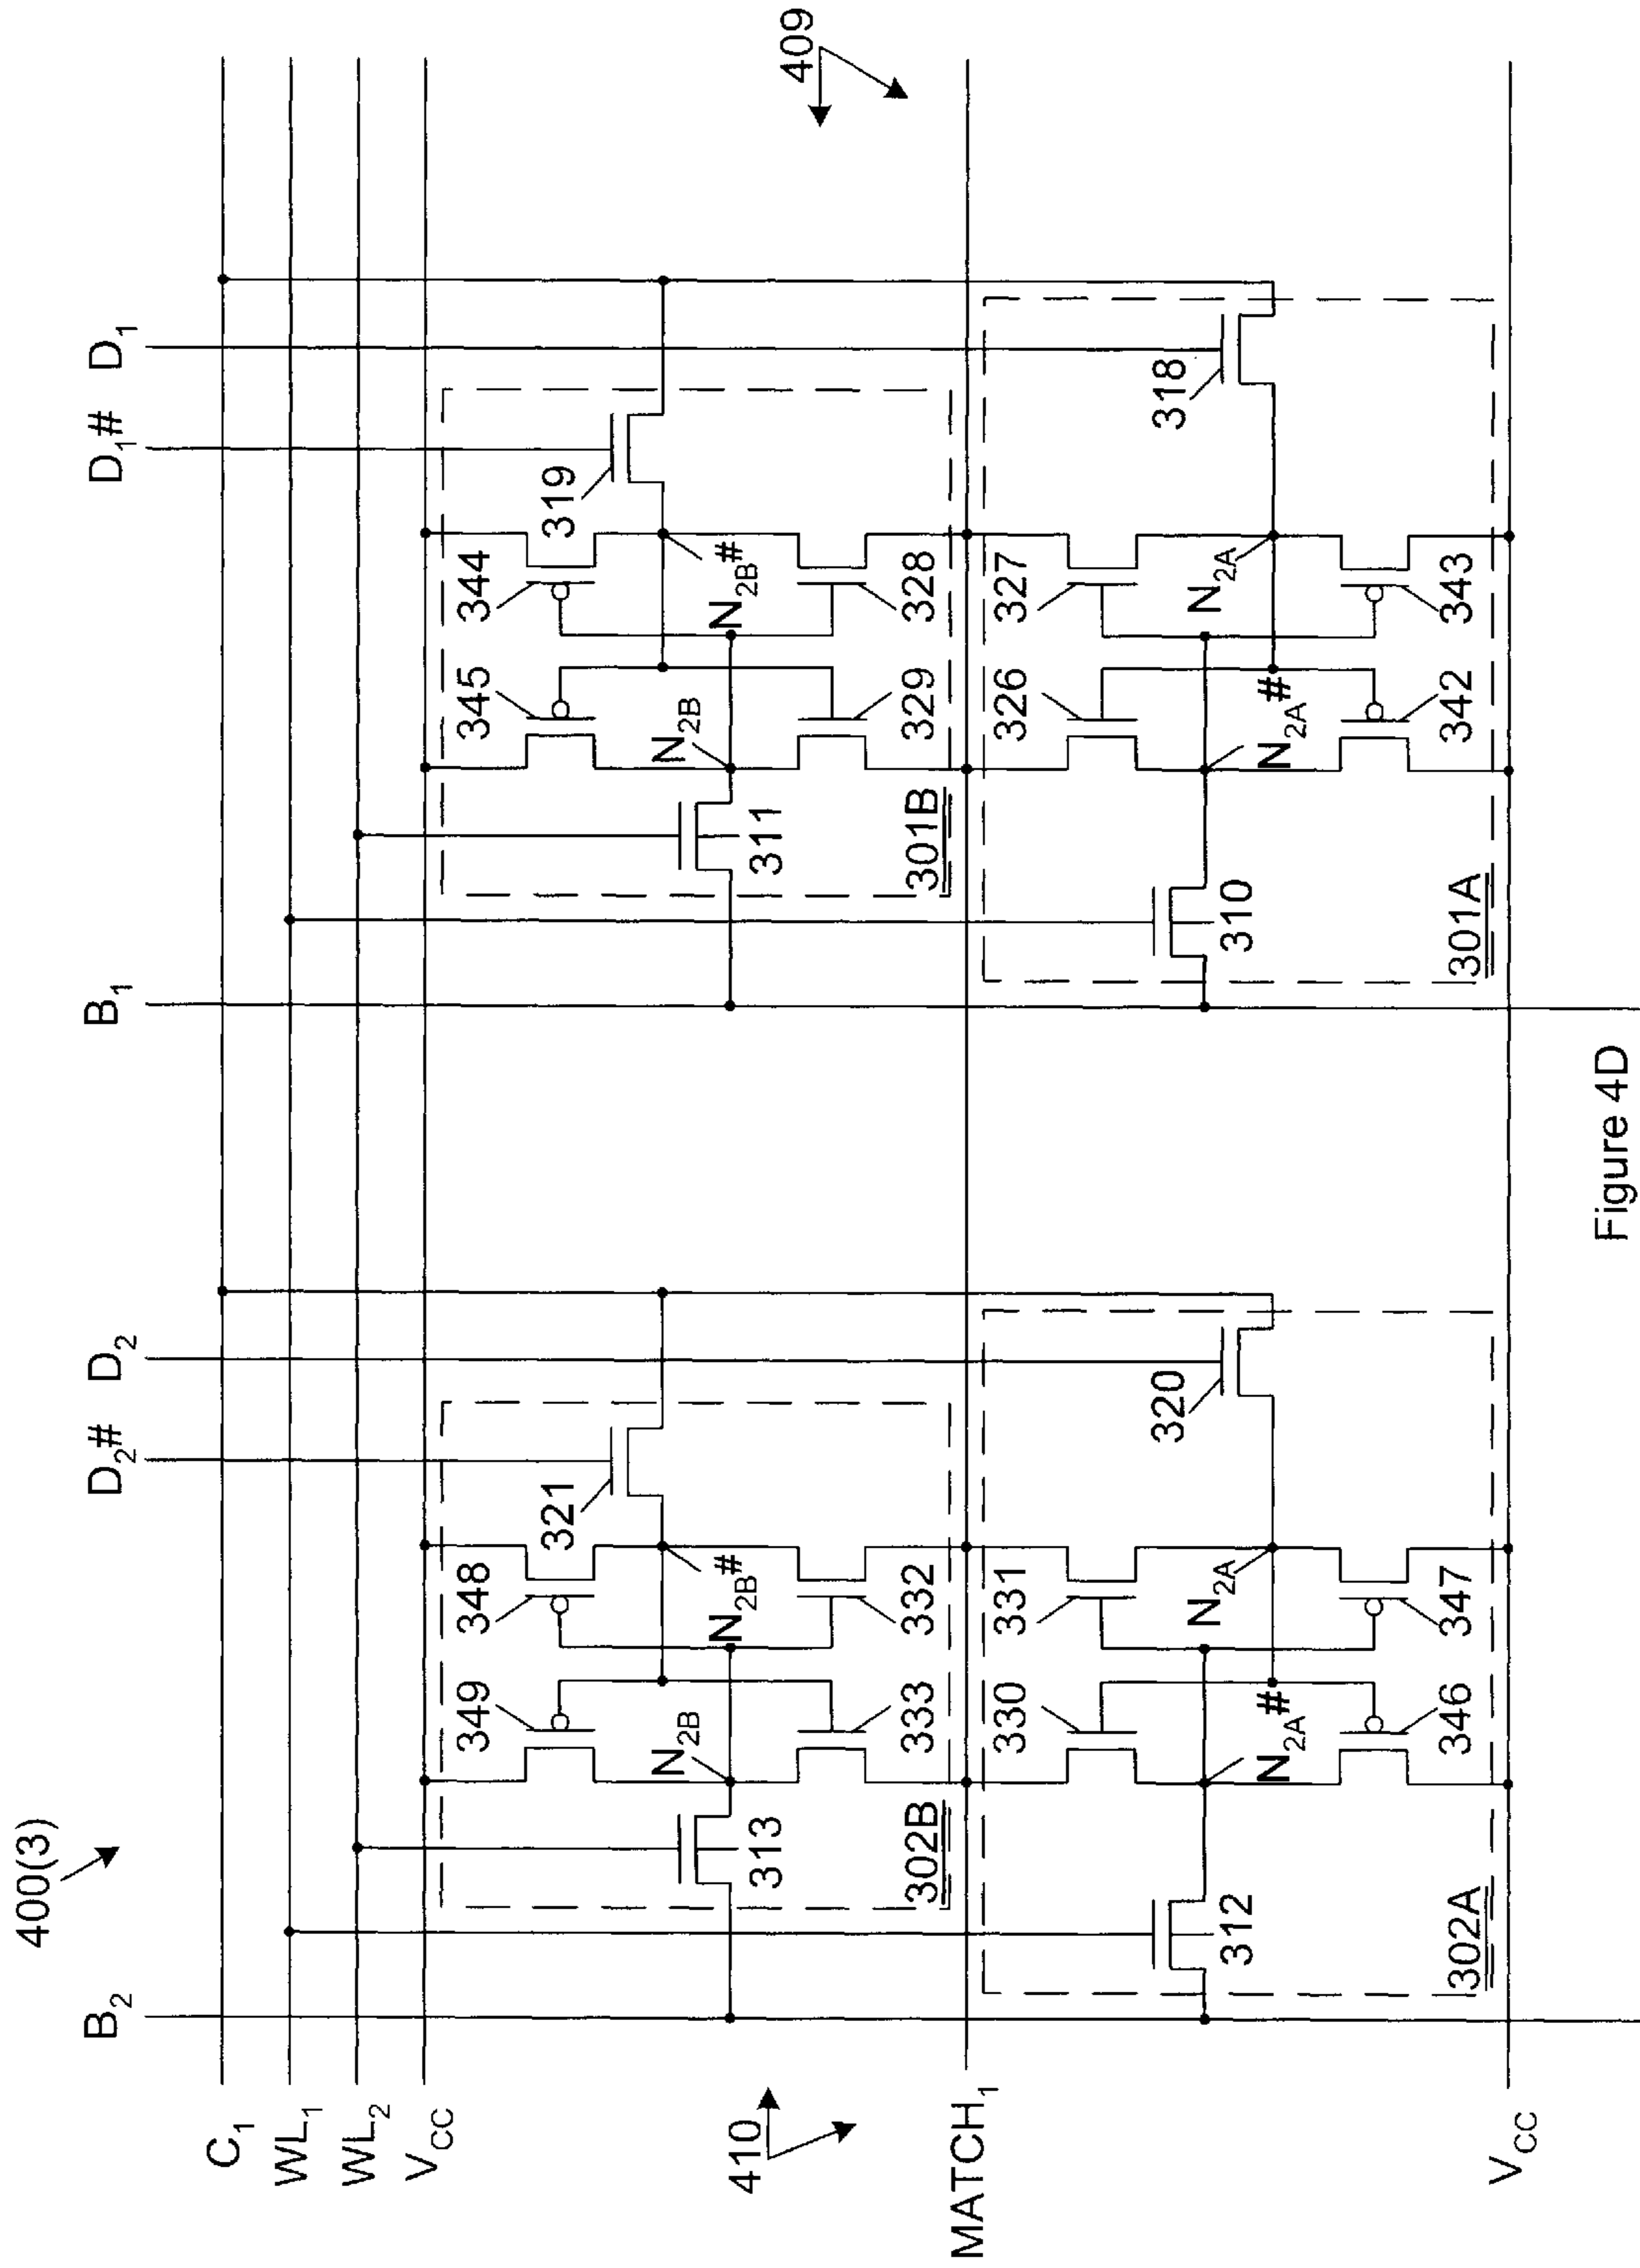 400(3)
B₂
D₂#
D₂
B₁
D₁#
D₁
C₁
WL₁
WL₂
V_CC
410
MATCH₁
V_CC
409
349
348
321
N₂B
N₂B#
313
333
332
302B
330
331
320
N₂A
N₂A#
312
346
347
302A
345
344
319
N₂B
N₂B#
311
329
328
301B
326
327
318
N₂A
N₂A#
310
342
343
301A
Figure 4D